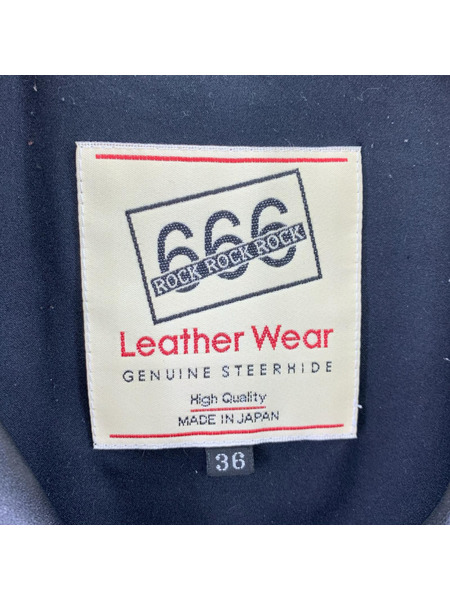 666
ROCK ROCK ROCK
Leather Wear
GENUINE STEERHIDE
High Quality
MADE IN JAPAN
36